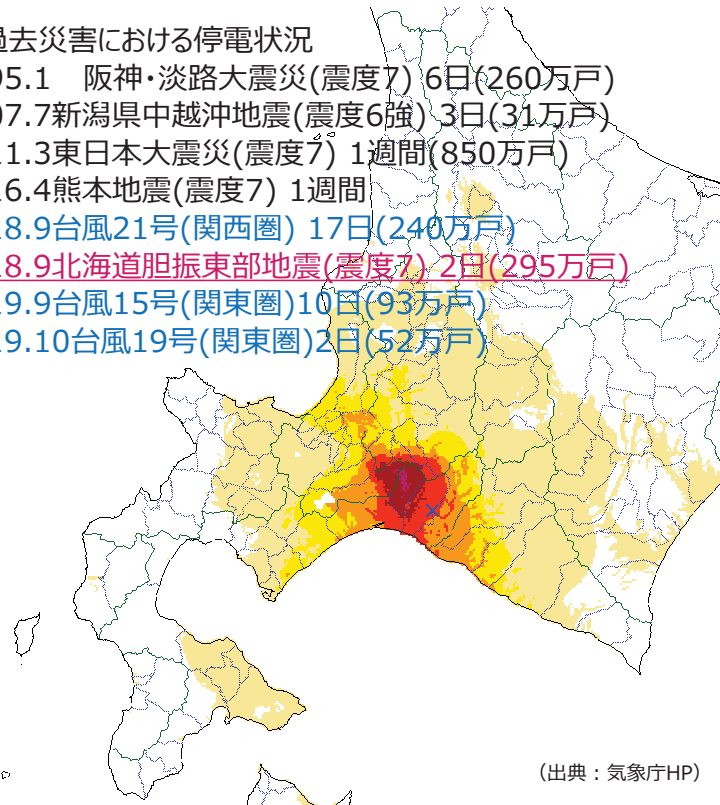 過去災害における停電状況
95.1　阪神・淡路大震災(震度7) 6日(260万戸)
07.7新潟県中越沖地震(震度6強) 3日(31万戸)
1.3東日本大震災(震度7) 1週間(850万戸)
6.4熊本地震(震度7) 1週間
8.9台風21号(関西圏) 17日(240万戸)
8.9北海道胆振東部地震(震度7) 2日(295万戸)
9.9台風15号(関東圏)10日(93万戸)
9.10台風19号(関東圏)2日(52万戸)
（出典：気象庁HP）